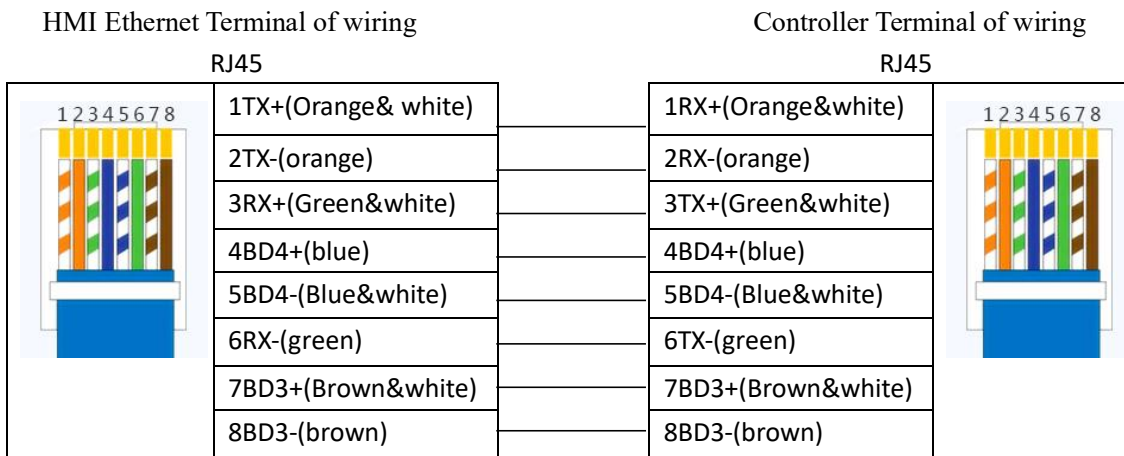 HMI Ethernet Terminal of wiring
Controller Terminal of wiring
RJ45
RJ45
12345678
1TX+(Orange& white)
1RX+(Orange&white)
12345678
2TX-(orange)
2RX-(orange)
3RX+(Green&white)
3TX+(Green&white)
4BD4+(blue)
4BD4+(blue)
5BD4-(Blue&white)
5BD4-(Blue&white)
6RX-(green)
6TX-(green)
7BD3+(Brown&white)
7BD3+(Brown&white)
8BD3-(brown)
8BD3-(brown)